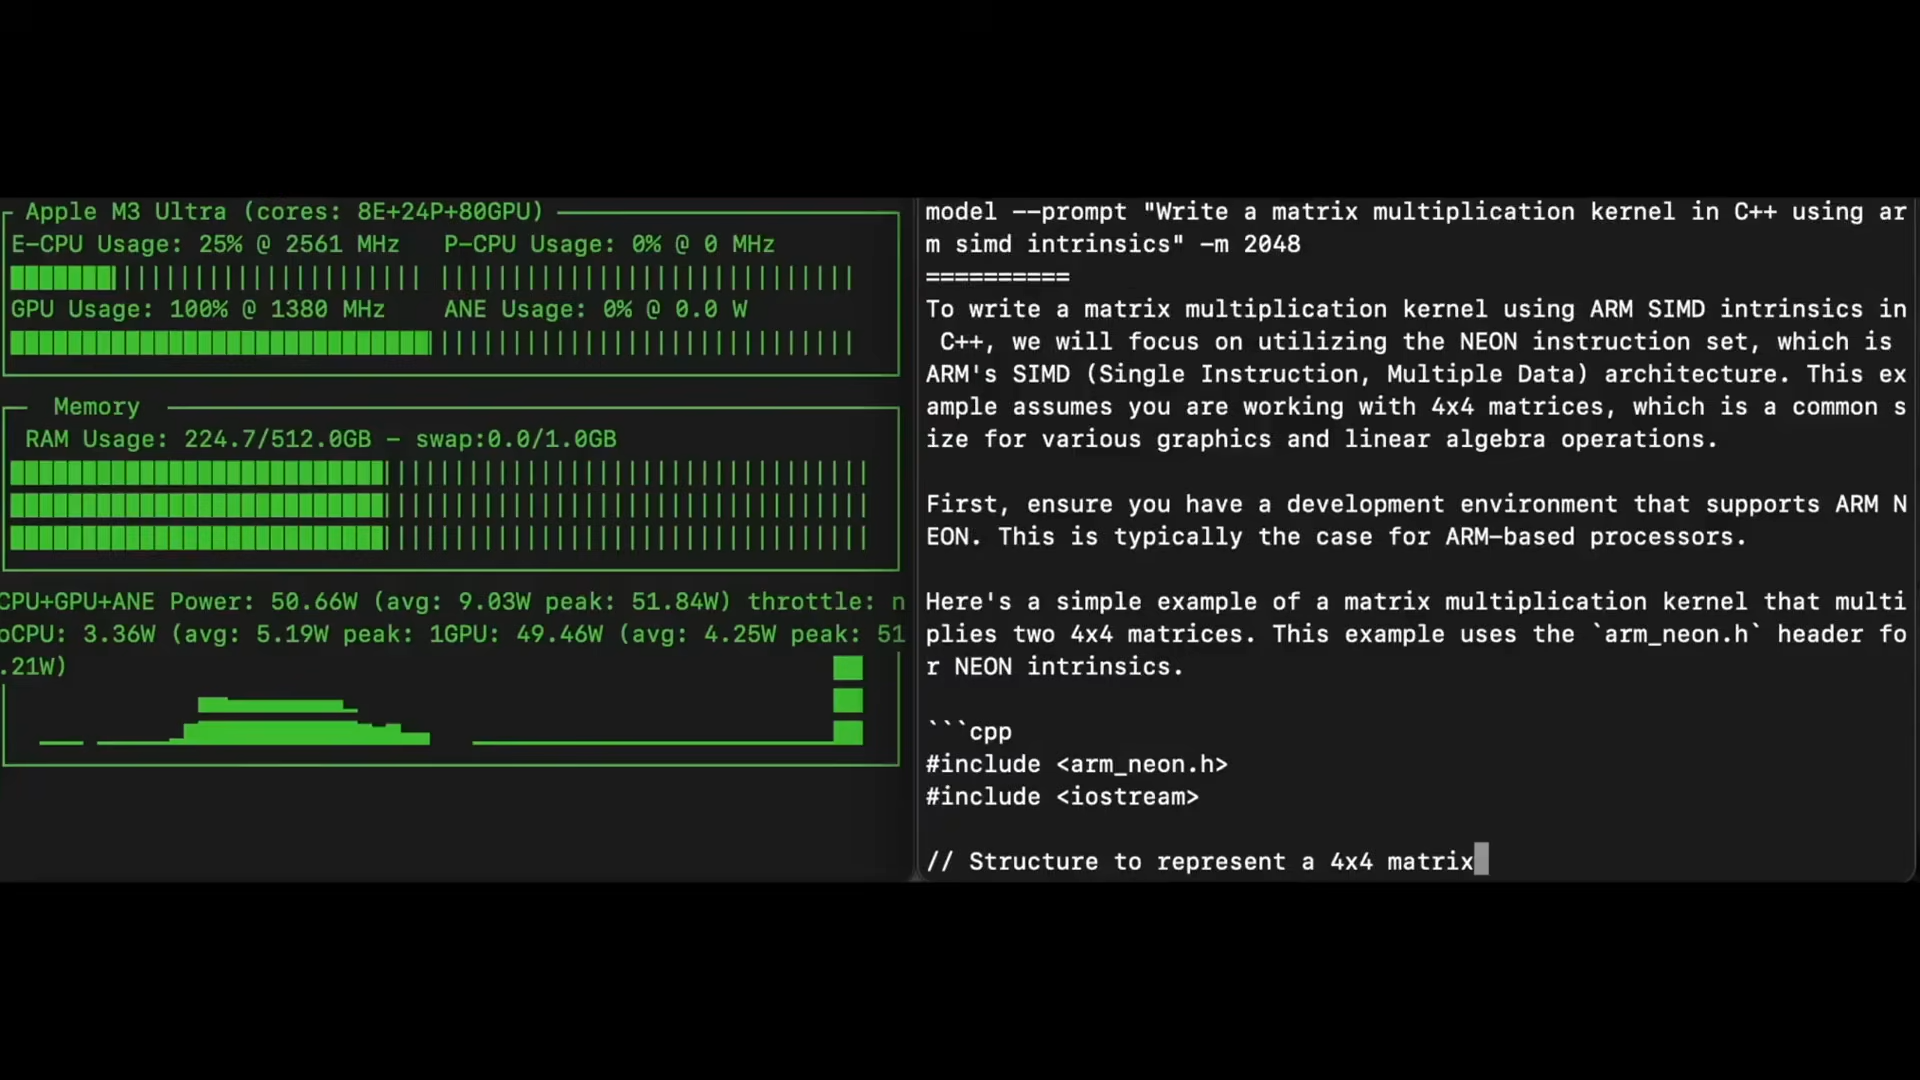 Apple M3 Ultra (cores: 8E+24P+80GPU)
E-CPU Usage: 25% @ 2561 MHz P-CPU Usage: 0% @ 0 MHz
GPU Usage: 100% @ 1380 MHz ANE Usage: 0% @ 0.0 W
Memory
RAM Usage: 224.7/512.0GB - swap:0.0/1.0GB
CPU+GPU+ANE Power: 50.66W (avg: 9.03W peak: 51.84W) throttle: n
oCPU: 3.36W (avg: 5.19W peak: 1GPU: 49.46W (avg: 4.25W peak: 51
.21W)
model --prompt "Write a matrix multiplication kernel in C++ using ar
m simd intrinsics" -m 2048
==========
To write a matrix multiplication kernel using ARM SIMD intrinsics in
C++, we will focus on utilizing the NEON instruction set, which is
ARM's SIMD (Single Instruction, Multiple Data) architecture. This ex
ample assumes you are working with 4x4 matrices, which is a common s
ize for various graphics and linear algebra operations.
First, ensure you have a development environment that supports ARM N
EON. This is typically the case for ARM-based processors.
Here's a simple example of a matrix multiplication kernel that multi
plies two 4x4 matrices. This example uses the `arm_neon.h` header fo
r NEON intrinsics.
```cpp
#include <arm_neon.h>
#include <iostream>
// Structure to represent a 4x4 matrix